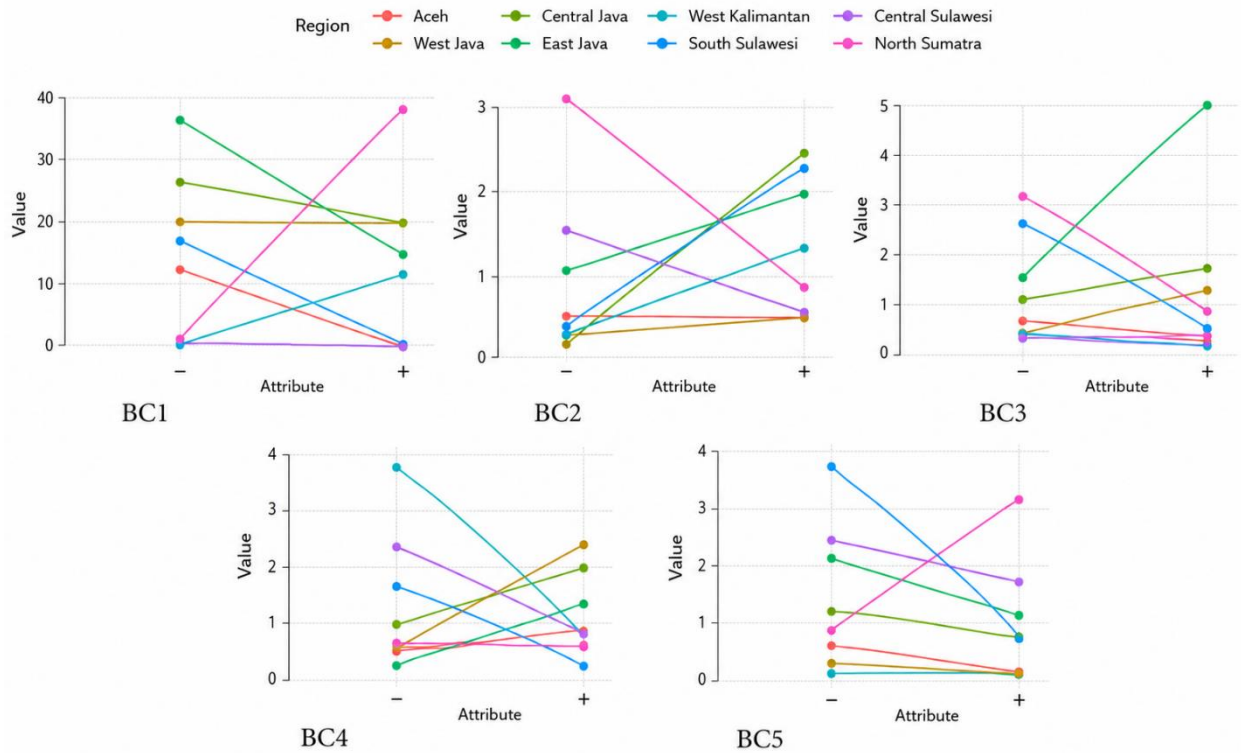 Region
Aceh
Central Java
West Kalimantan
Central Sulawesi
West Java
East Java
South Sulawesi
North Sumatra
40
30
20
10
0
Value
−
+
Attribute
BC1
3
2
1
0
Value
−
+
Attribute
BC2
5
4
3
2
1
0
Value
−
+
Attribute
BC3
4
3
2
1
0
Value
−
+
Attribute
BC4
4
3
2
1
0
Value
−
+
Attribute
BC5